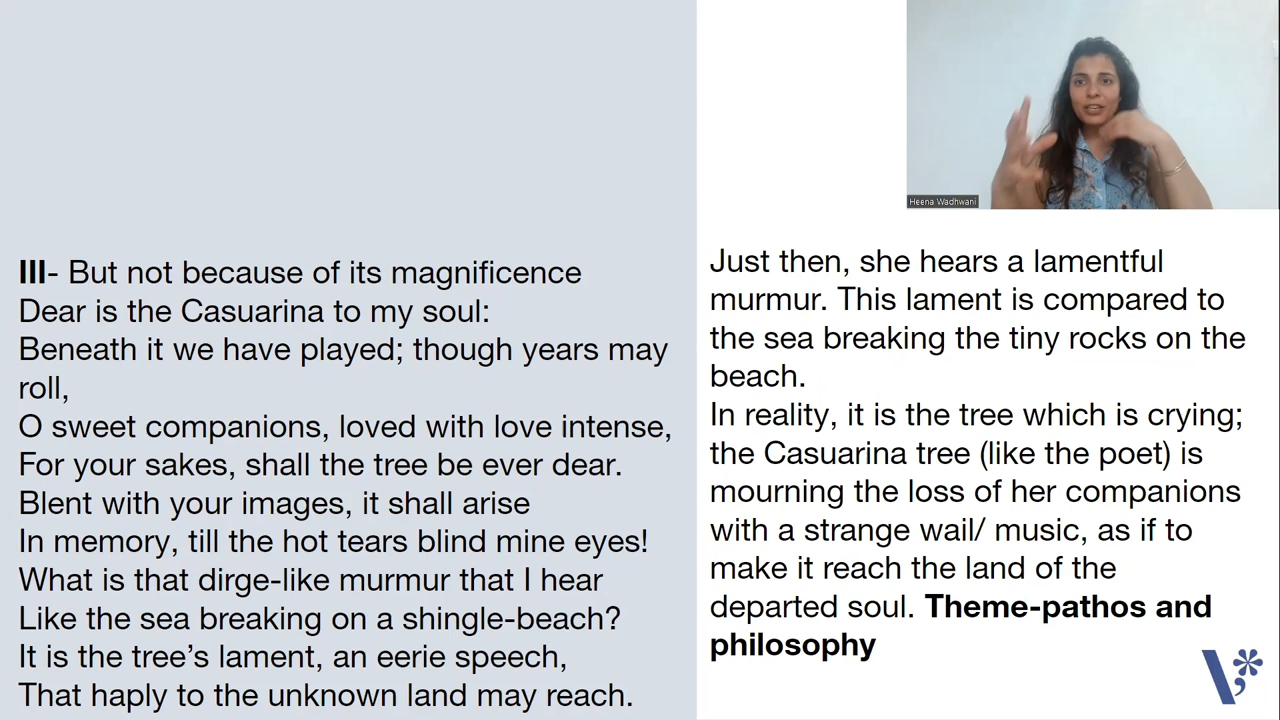 III- But not because of its magnificence
Dear is the Casuarina to my soul:
Beneath it we have played; though years may
roll,
O sweet companions, loved with love intense,
For your sakes, shall the tree be ever dear.
Blent with your images, it shall arise
In memory, till the hot tears blind mine eyes!
What is that dirge-like murmur that I hear
Like the sea breaking on a shingle-beach?
It is the tree’s lament, an eerie speech,
That haply to the unknown land may reach.
Heena Wadhwani
Just then, she hears a lamentful
murmur. This lament is compared to
the sea breaking the tiny rocks on the
beach.
In reality, it is the tree which is crying;
the Casuarina tree (like the poet) is
mourning the loss of her companions
with a strange wail/ music, as if to
make it reach the land of the
departed soul. Theme-pathos and
philosophy